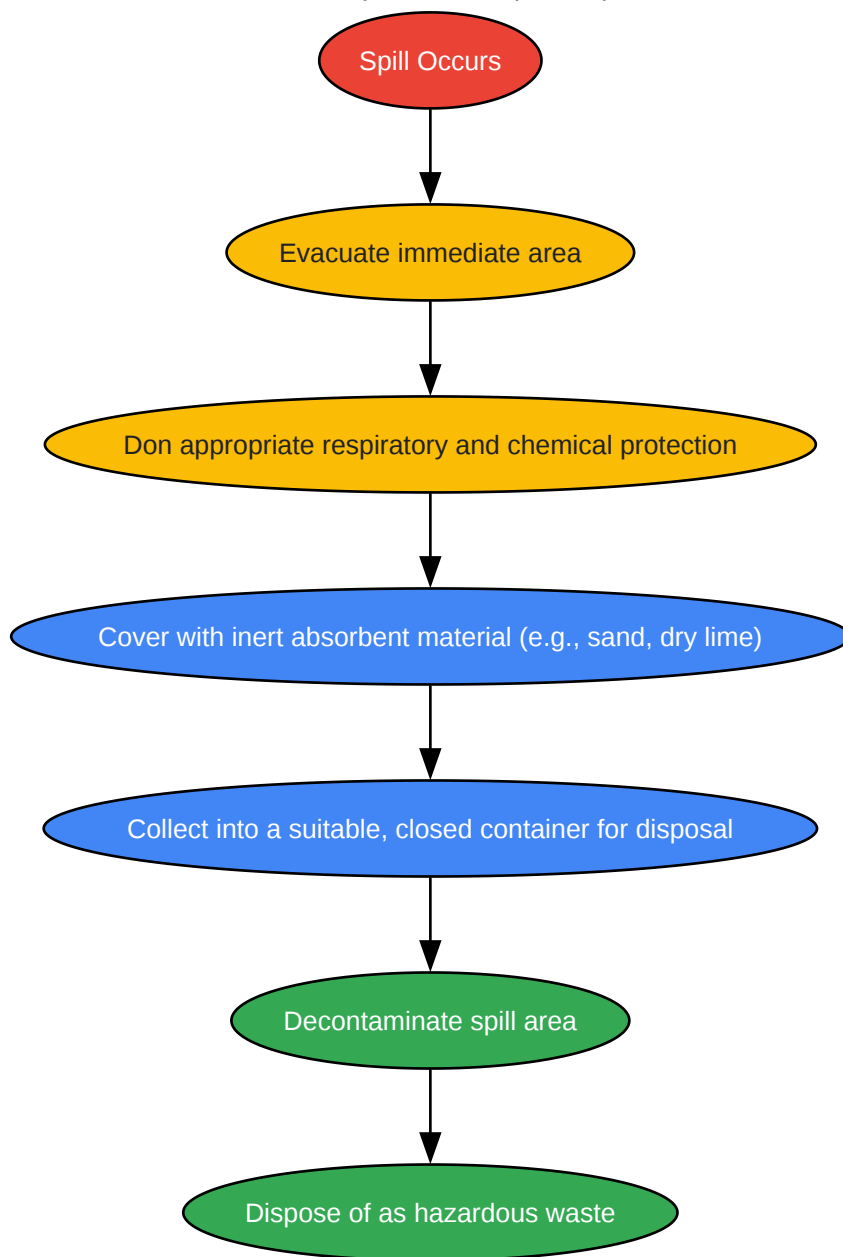 Spill Occurs
Evacuate immediate area
Don appropriate respiratory and chemical protection
Cover with inert absorbent material (e.g., sand, dry lime)
Collect into a suitable, closed container for disposal
Decontaminate spill area
Dispose of as hazardous waste